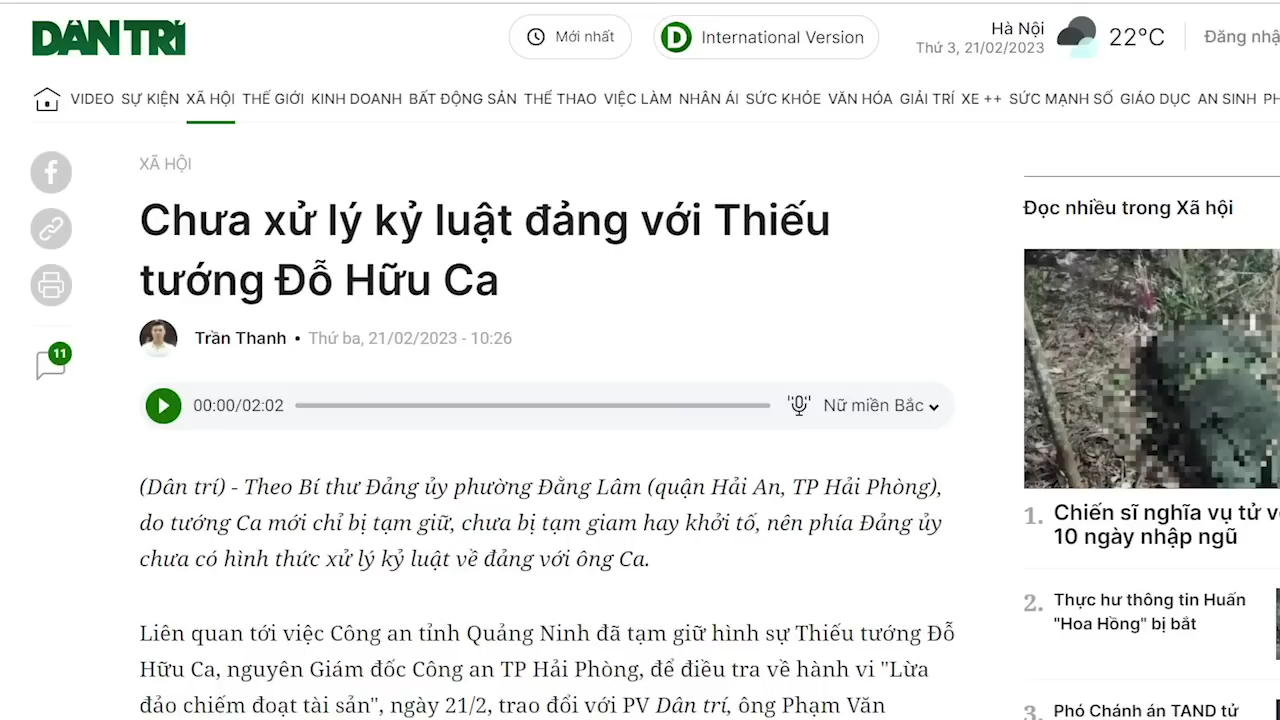 DÂN TRÍ
Mới nhất
D International Version
Hà Nội
Thứ 3, 21/02/2023
22°C
Đăng nhậ
VIDEO SỰ KIỆN XÃ HỘI THẾ GIỚI KINH DOANH BẤT ĐỘNG SẢN THỂ THAO VIỆC LÀM NHÂN ÁI SỨC KHỎE VĂN HÓA GIẢI TRÍ XE ++ SỨC MẠNH SỐ GIÁO DỤC AN SINH PH
XÃ HỘI
Chưa xử lý kỷ luật đảng với Thiếu
tướng Đỗ Hữu Ca
Trần Thanh • Thứ ba, 21/02/2023 - 10:26
11
00:00/02:02
Nữ miền Bắc
(Dân trí) - Theo Bí thư Đảng ủy phường Đằng Lâm (quận Hải An, TP Hải Phòng),
do tướng Ca mới chỉ bị tạm giữ, chưa bị tạm giam hay khởi tố, nên phía Đảng ủy
chưa có hình thức xử lý kỷ luật về đảng với ông Ca.
Liên quan tới việc Công an tỉnh Quảng Ninh đã tạm giữ hình sự Thiếu tướng Đỗ
Hữu Ca, nguyên Giám đốc Công an TP Hải Phòng, để điều tra về hành vi "Lừa
đảo chiếm đoạt tài sản", ngày 21/2, trao đổi với PV Dân trí, ông Phạm Văn
Đọc nhiều trong Xã hội
1. Chiến sĩ nghĩa vụ tử v
10 ngày nhập ngũ
2. Thực hư thông tin Huấn
"Hoa Hồng" bị bắt
3. Phó Chánh án TAND tử